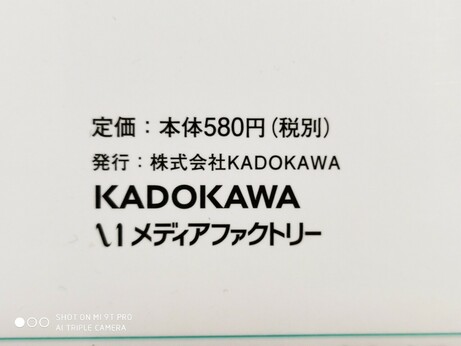 定価：本体580円（税別）
発行：株式会社KADOKAWA
KADOKAWA
メディアファクトリー
SHOT ON MI 9T PRO
AI TRIPLE CAMERA